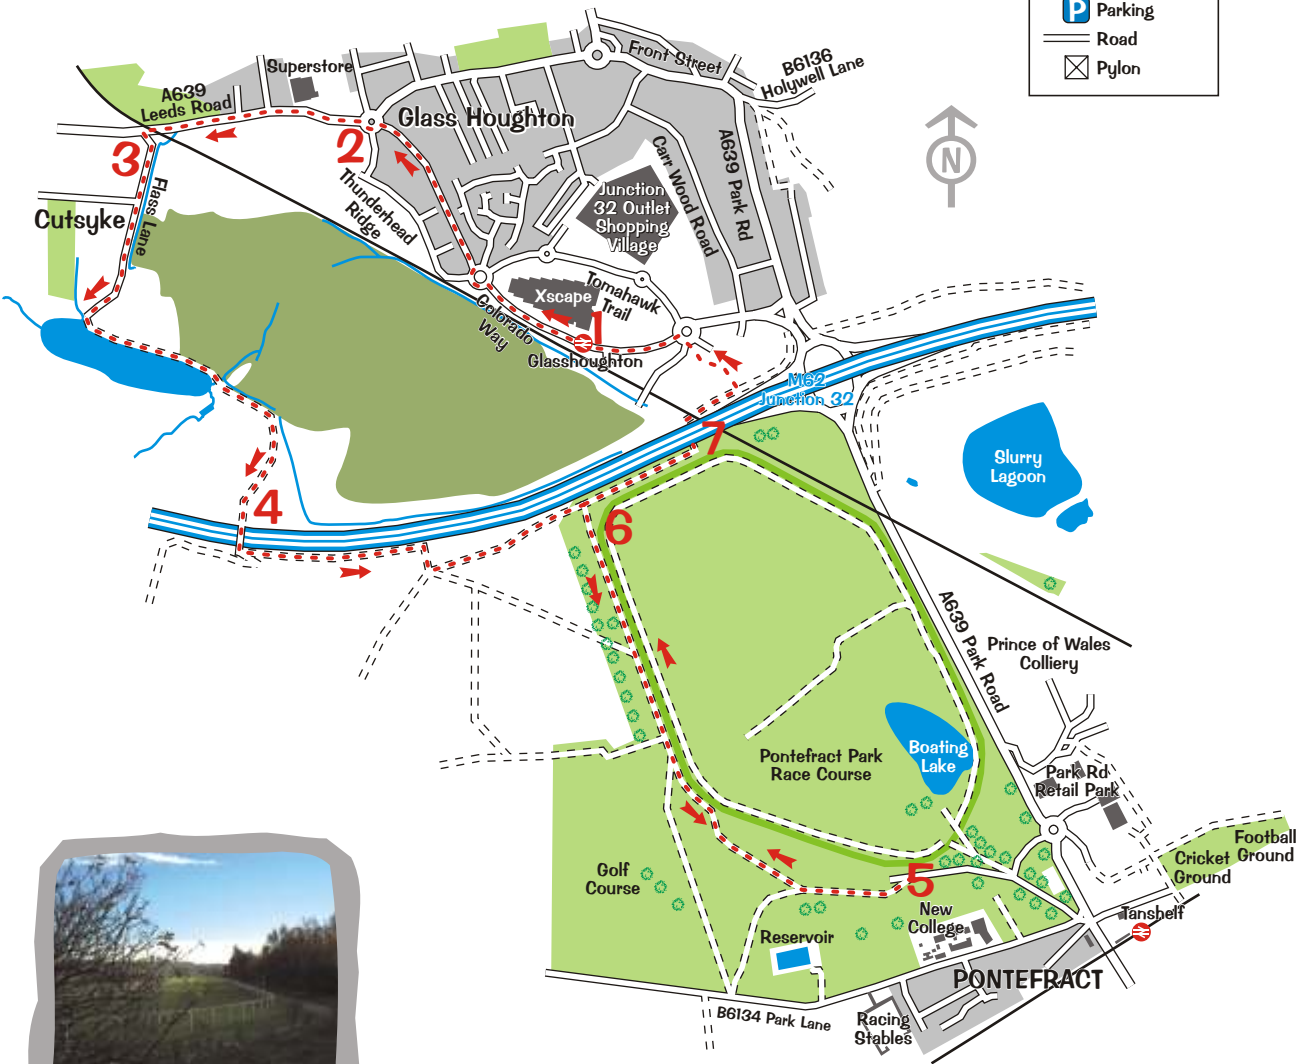 P Parking
Road
Pylon
Front Street
B6136
Holywell Lane
Superstore
A639
Leeds Road
Glass Houghton
2
3
Flass Lane
Cutsyke
Thunderhead
Ridge
Junction
32 Outlet
Shopping
Village
Carr Wood Road
A639 Park Rd
N
Xscape
Tomahawk
Trail
Colorado
Way
1
Glasshoughton
M62
Junction 32
7
Slurry
Lagoon
4
6
A639 Park Road
Prince of Wales
Colliery
Pontefract Park
Race Course
Boating
Lake
Park Rd
Retail Park
Football
Ground
Cricket
Ground
Golf
Course
5
New
College
Tanshelf
Reservoir
PONTEFRACT
B6134 Park Lane
Racing
Stables